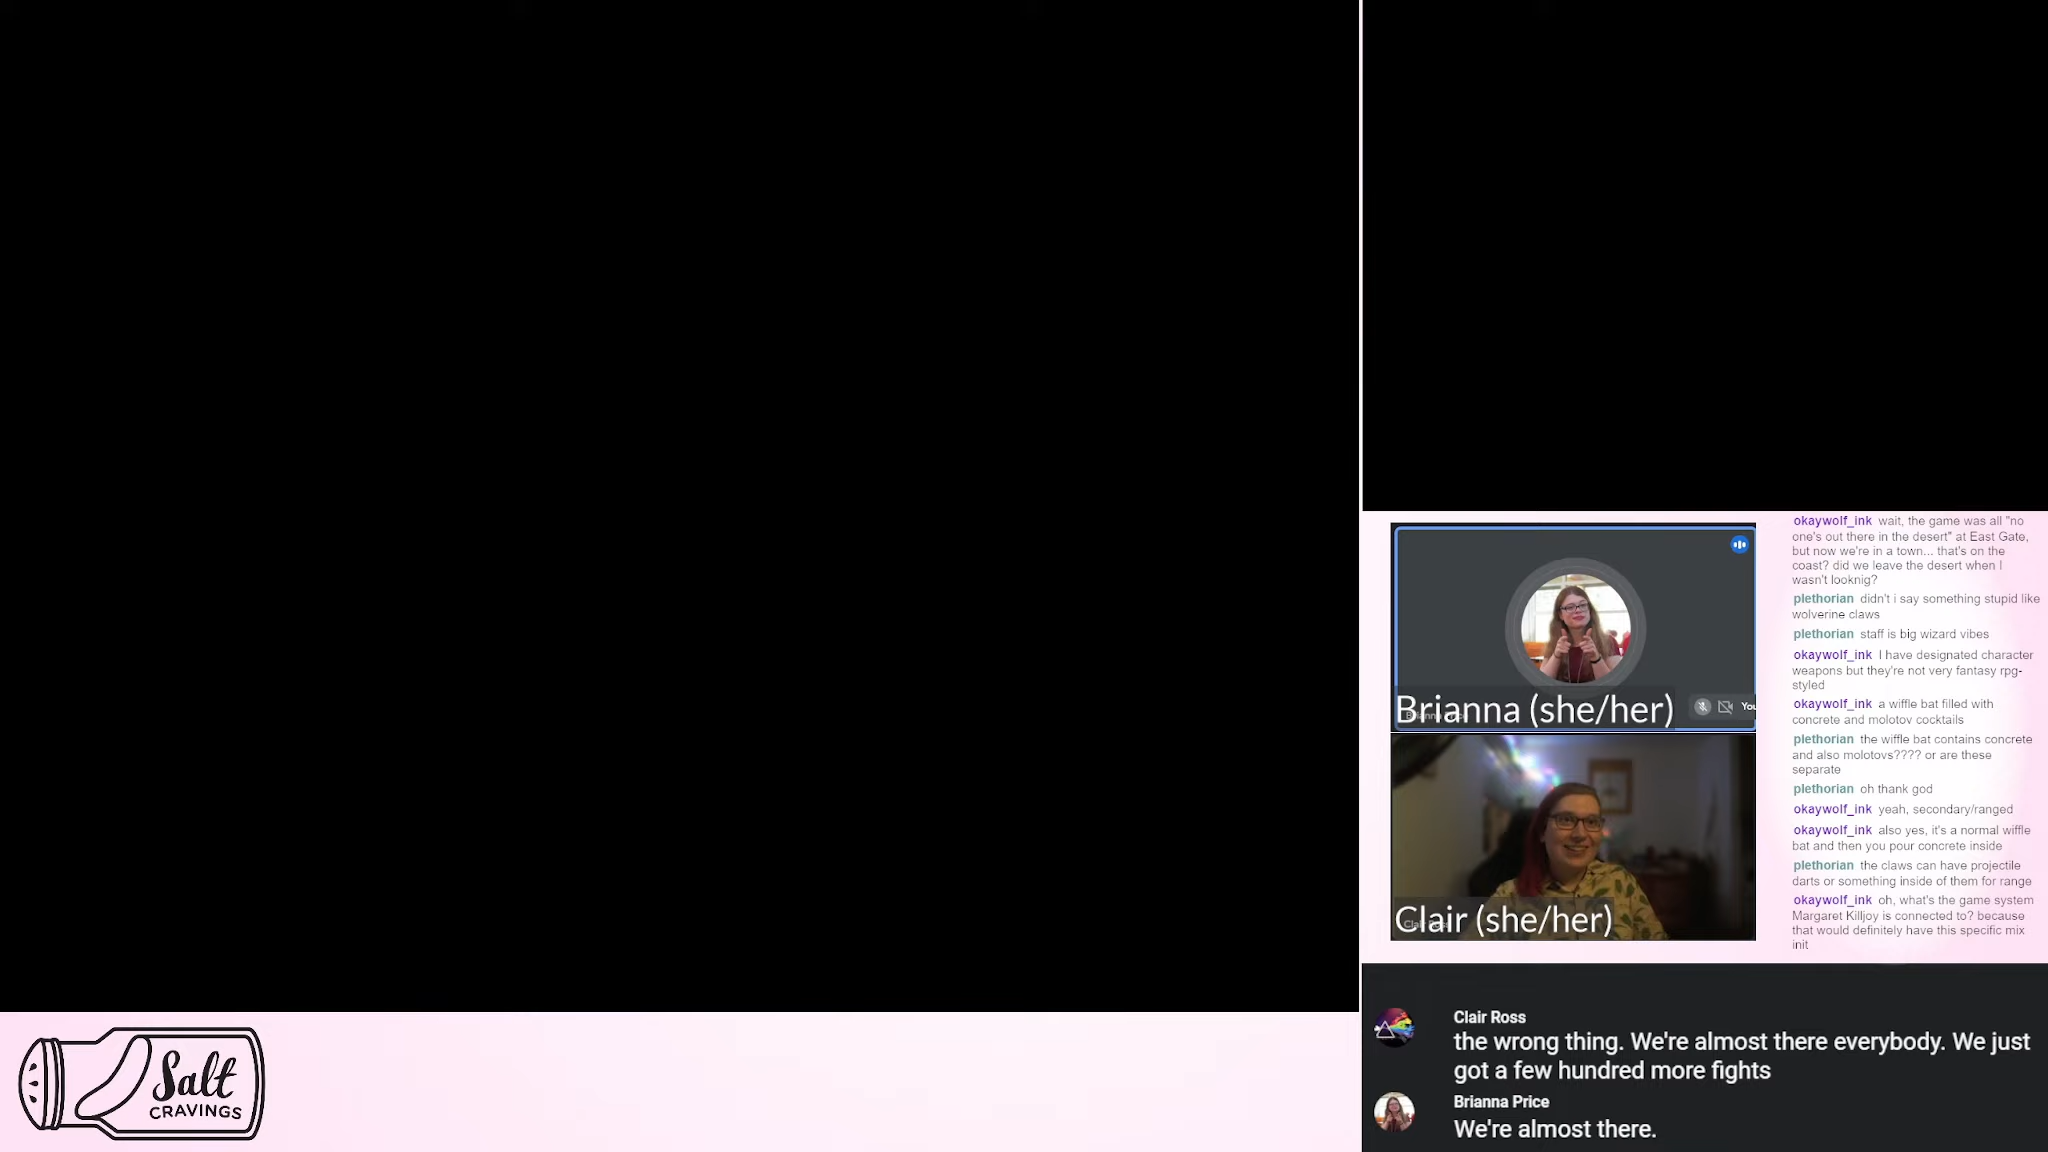 okaywolf_ink wait, the game was all "no
one's out there in the desert" at East Gate,
but now we're in a town... that's on the
coast? did we leave the desert when I
wasn't looknig?
plethorian didn't i say something stupid like
wolverine claws
plethorian staff is big wizard vibes
okaywolf_ink I have designated character
weapons but they're not very fantasy rpg-
styled
okaywolf_ink a wiffle bat filled with
concrete and molotov cocktails
plethorian the wiffle bat contains concrete
and also molotovs???? or are these
separate
plethorian oh thank god
okaywolf_ink yeah, secondary/ranged
okaywolf_ink also yes, it's a normal wiffle
bat and then you pour concrete inside
plethorian the claws can have projectile
darts or something inside of them for range
okaywolf_ink oh, what's the game system
Margaret Killjoy is connected to? because
that would definitely have this specific mix
init
Brianna (she/her)
You
Clair (she/her)
Clair Ross
the wrong thing. We're almost there everybody. We just
got a few hundred more fights
Brianna Price
We're almost there.
Salt
CRAVINGS